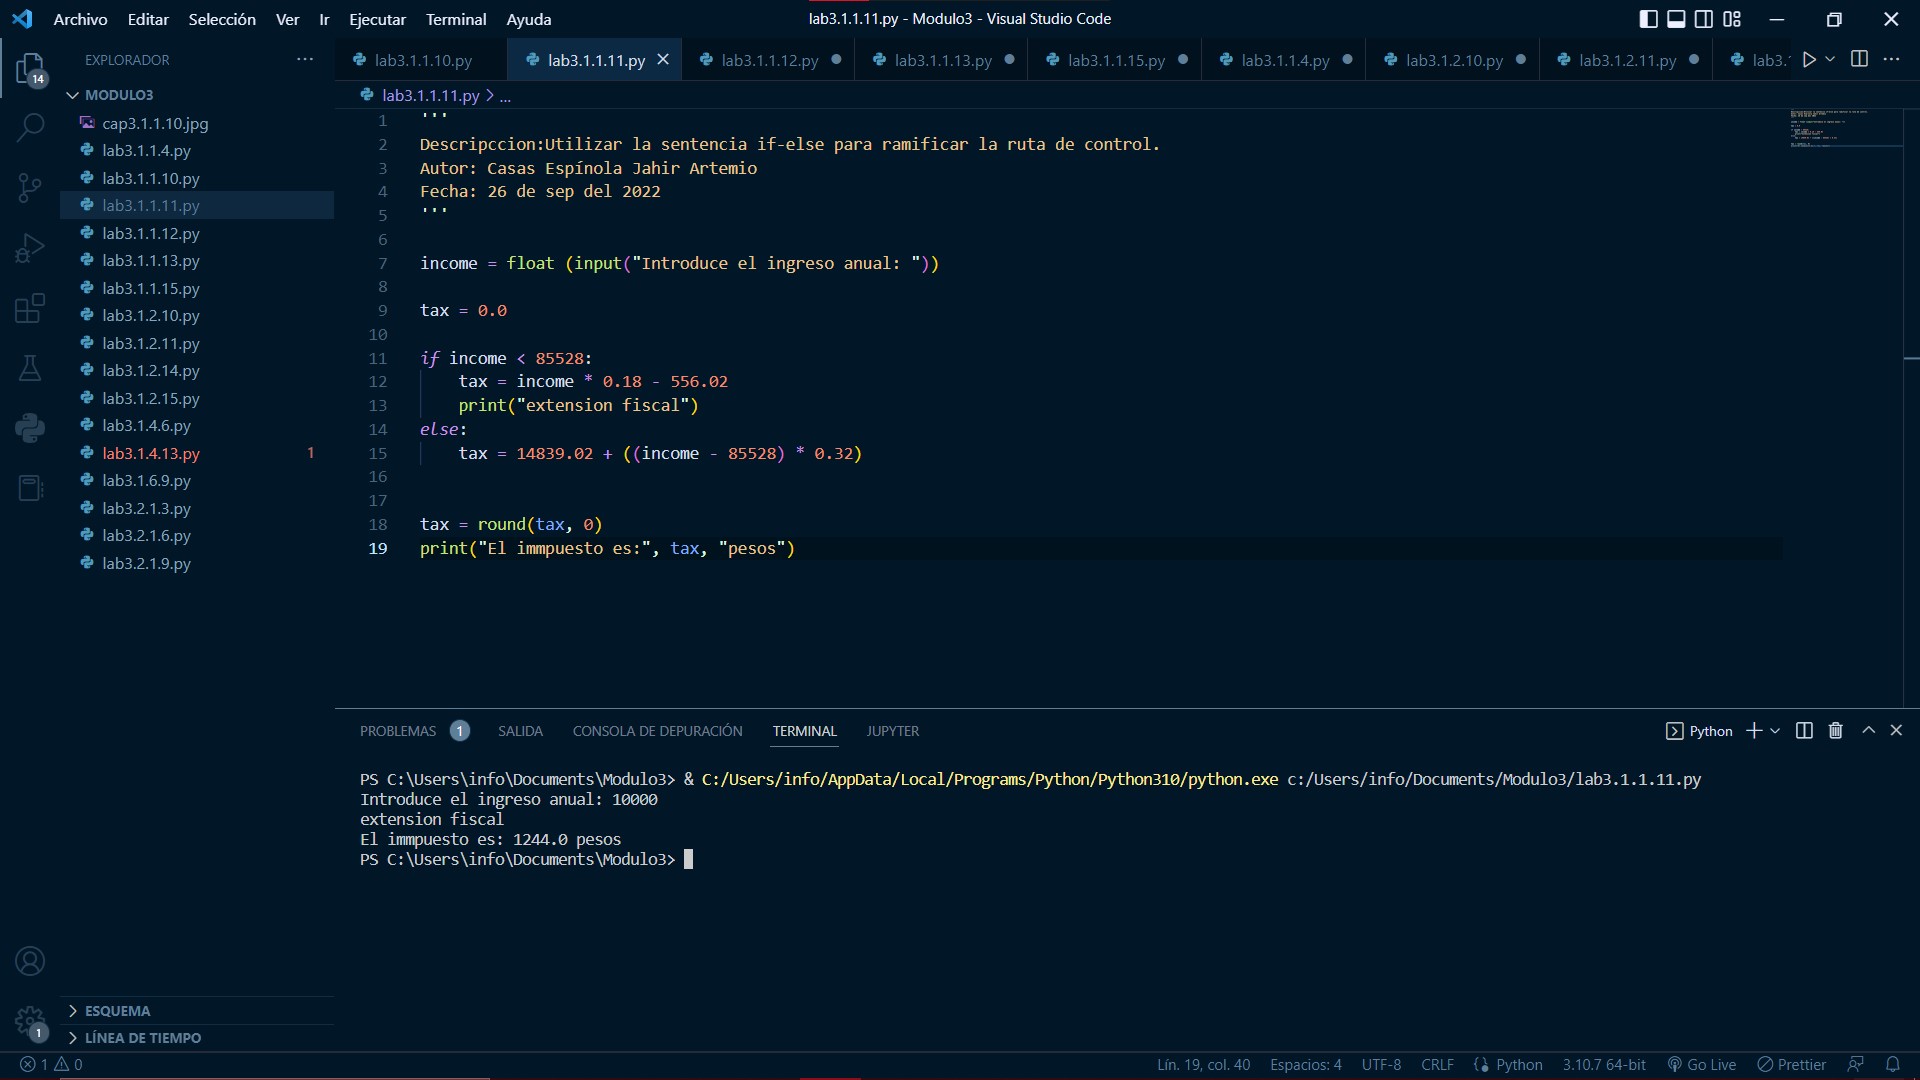 Archivo Editar Selección Ver Ir Ejecutar Terminal Ayuda
lab3.1.1.11.py - Modulo3 - Visual Studio Code
14
EXPLORADOR
MODULO3
cap3.1.1.10.jpg
lab3.1.1.4.py
lab3.1.1.10.py
lab3.1.1.11.py
lab3.1.1.12.py
lab3.1.1.13.py
lab3.1.1.15.py
lab3.1.2.10.py
lab3.1.2.11.py
lab3.1.2.14.py
lab3.1.2.15.py
lab3.1.4.6.py
lab3.1.4.13.py 1
lab3.1.6.9.py
lab3.2.1.3.py
lab3.2.1.6.py
lab3.2.1.9.py
ESQUEMA
LÍNEA DE TIEMPO
1
lab3.1.1.10.py lab3.1.1.11.py lab3.1.1.12.py lab3.1.1.13.py lab3.1.1.15.py lab3.1.1.4.py lab3.1.2.10.py lab3.1.2.11.py lab3.1
lab3.1.1.11.py > ...
1 '''
2 Descripccion:Utilizar la sentencia if-else para ramificar la ruta de control.
3 Autor: Casas Espínola Jahir Artemio
4 Fecha: 26 de sep del 2022
5 '''
6
7 income = float (input("Introduce el ingreso anual: "))
8
9 tax = 0.0
10
11 if income < 85528:
12 tax = income * 0.18 - 556.02
13 print("extension fiscal")
14 else:
15 tax = 14839.02 + ((income - 85528) * 0.32)
16
17
18 tax = round(tax, 0)
19 print("El immpuesto es:", tax, "pesos")
PROBLEMAS 1 SALIDA CONSOLA DE DEPURACIÓN TERMINAL JUPYTER
Python
PS C:\Users\info\Documents\Modulo3> & C:/Users/info/AppData/Local/Programs/Python/Python310/python.exe c:/Users/info/Documents/Modulo3/lab3.1.1.11.py
Introduce el ingreso anual: 10000
extension fiscal
El immpuesto es: 1244.0 pesos
PS C:\Users\info\Documents\Modulo3>
1 0
Lín. 19, col. 40 Espacios: 4 UTF-8 CRLF Python 3.10.7 64-bit Go Live Prettier